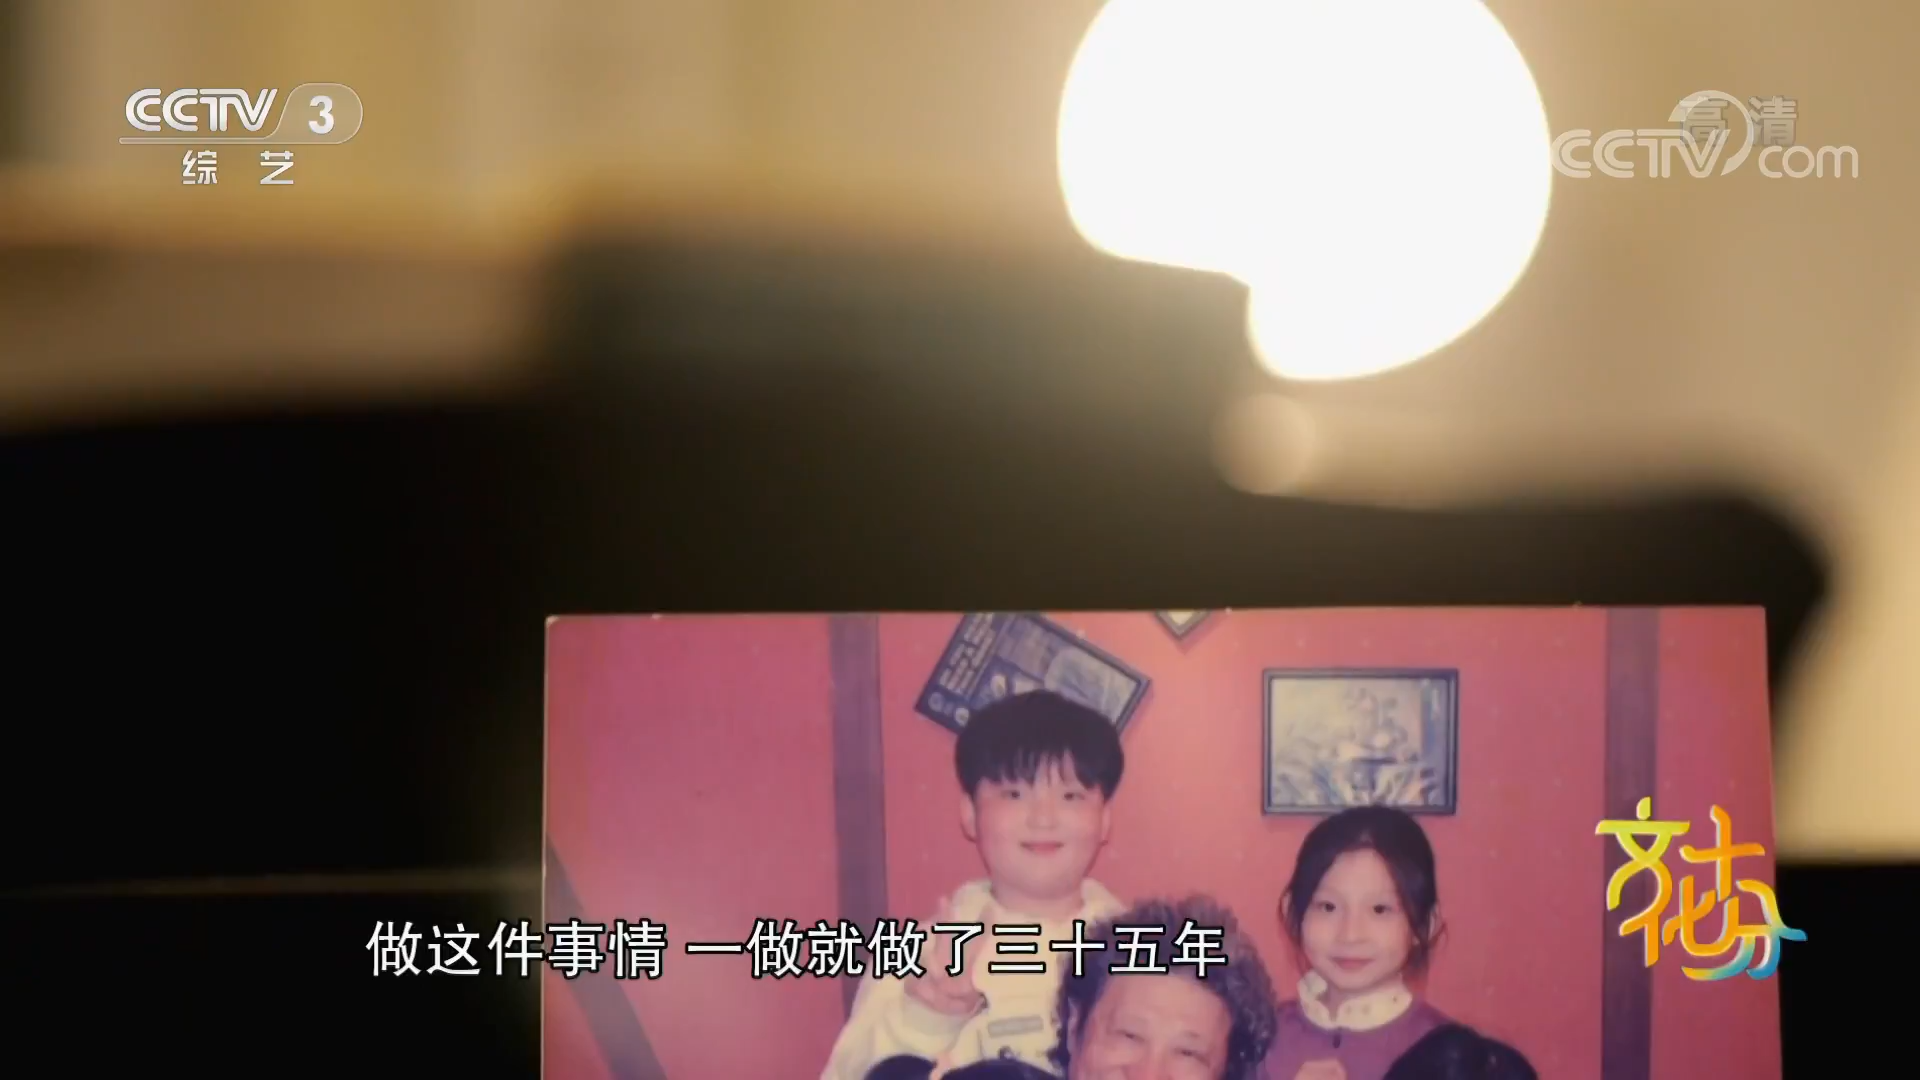 CCTV 3
综艺
高清
CCTV.com
做这件事情 一做就做了三十五年
文化十分